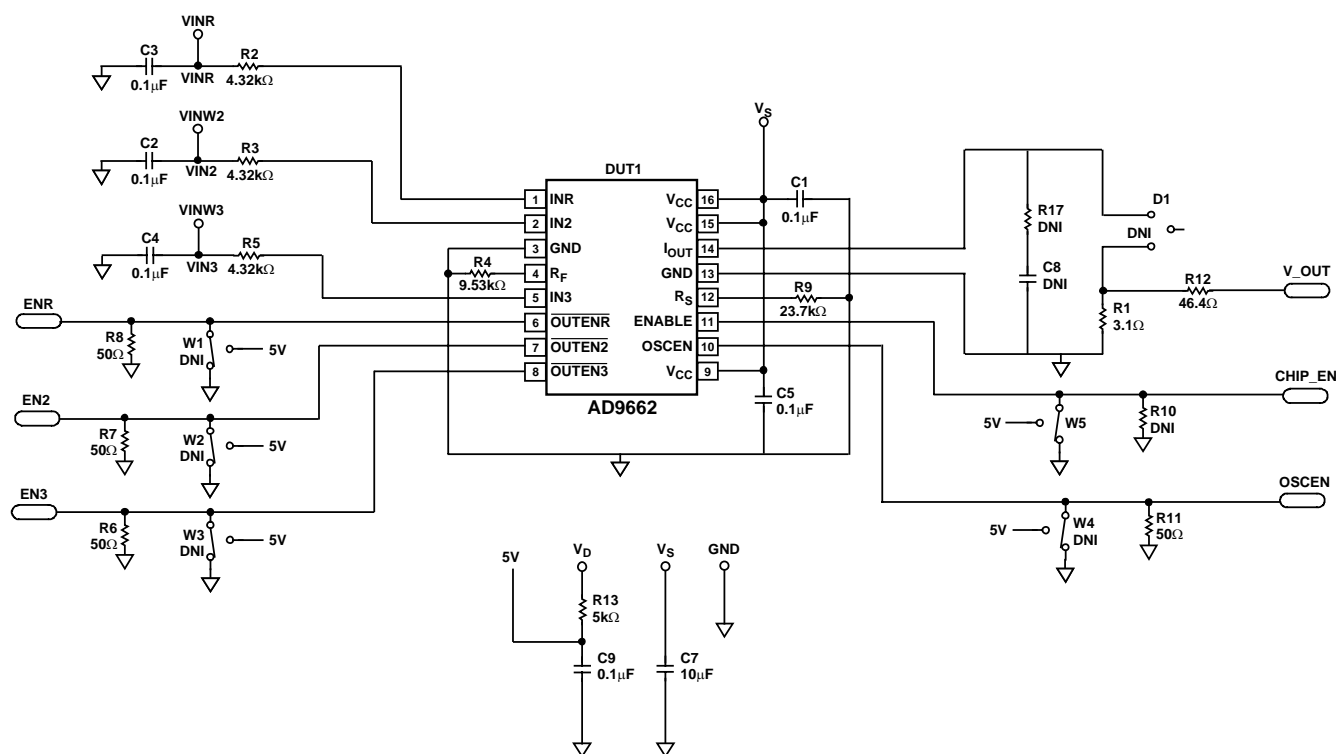 VINR
C3
0.1μF
VINR
R2
4.32kΩ
VINW2
C2
0.1μF
VIN2
R3
4.32kΩ
VINW3
C4
0.1μF
VIN3
R5
4.32kΩ
ENR
R8
50Ω
W1
DNI
5V
EN2
R7
50Ω
W2
DNI
5V
EN3
R6
50Ω
W3
DNI
5V
R4
9.53kΩ
DUT1
1 INR
2 IN2
3 GND
4 RF
5 IN3
6 OUTENR
7 OUTEN2
8 OUTEN3
VCC 16
VCC 15
IOUT 14
GND 13
RS 12
ENABLE 11
OSCEN 10
VCC 9
AD9662
VS
C1
0.1μF
R9
23.7kΩ
C5
0.1μF
R17
DNI
C8
DNI
D1
DNI
R12
46.4Ω
V_OUT
R1
3.1Ω
CHIP_EN
5V
W5
R10
DNI
OSCEN
5V
W4
DNI
R11
50Ω
5V
VD
R13
5kΩ
C9
0.1μF
VS
C7
10μF
GND